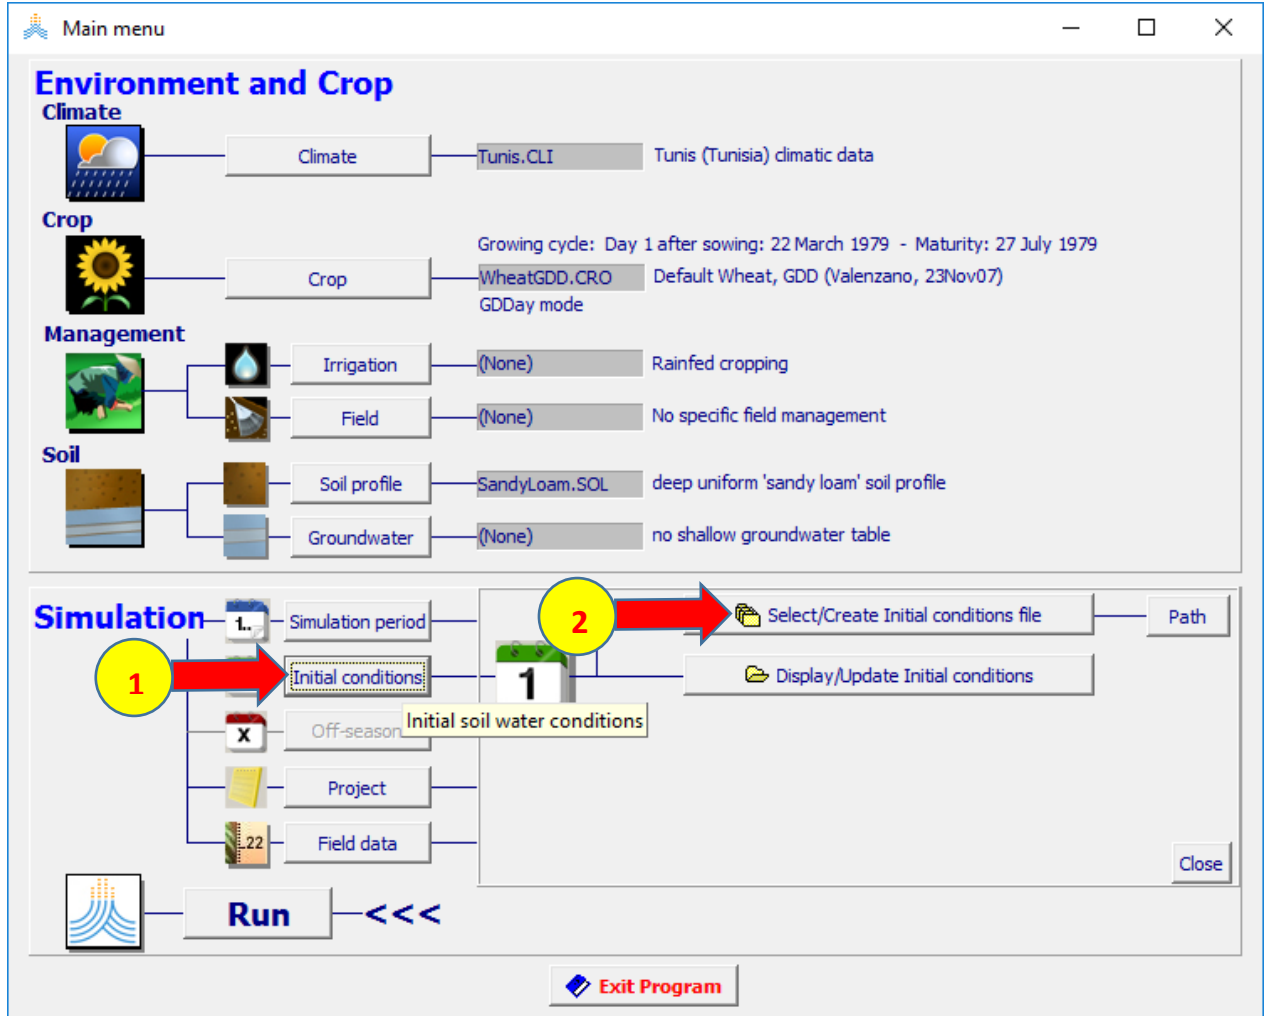 Main menu
Environment and Crop
Climate
Climate
Tunis.CLI
Tunis (Tunisia) climatic data
Crop
Growing cycle: Day 1 after sowing: 22 March 1979 - Maturity: 27 July 1979
Crop
WheatGDD.CRO
Default Wheat, GDD (Valenzano, 23Nov07)
GDDay mode
Management
Irrigation
(None)
Rainfed cropping
Field
(None)
No specific field management
Soil
Soil profile
SandyLoam.SOL
deep uniform 'sandy loam' soil profile
Groundwater
(None)
no shallow groundwater table
Simulation
1..
Simulation period
2
Select/Create Initial conditions file
Path
1
Initial conditions
1
Display/Update Initial conditions
Initial soil water conditions
X
Off-season
Project
.22
Field data
Close
Run
<<<
Exit Program